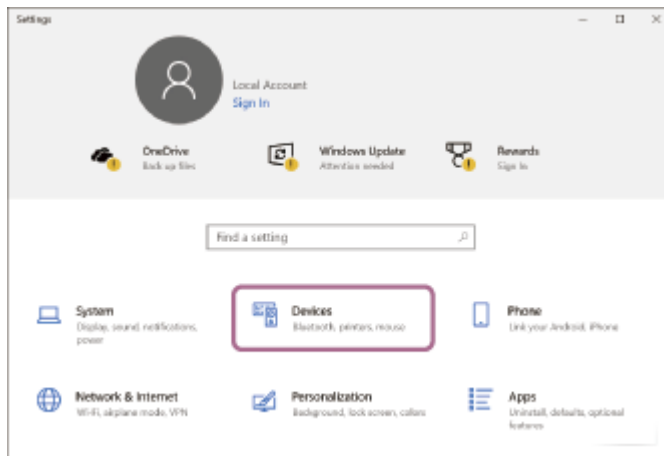 Settings
Local Account
Sign In
OneDrive
Back up files
Windows Update
Attention needed
Rewards
Sign In
Find a setting
System
Display, sound, notifications,
power
Devices
Bluetooth, printers, mouse
Phone
Link your Android, iPhone
Network & Internet
Wi-Fi, airplane mode, VPN
Personalization
Background, lock screen, colors
Apps
Uninstall, defaults, optional
features